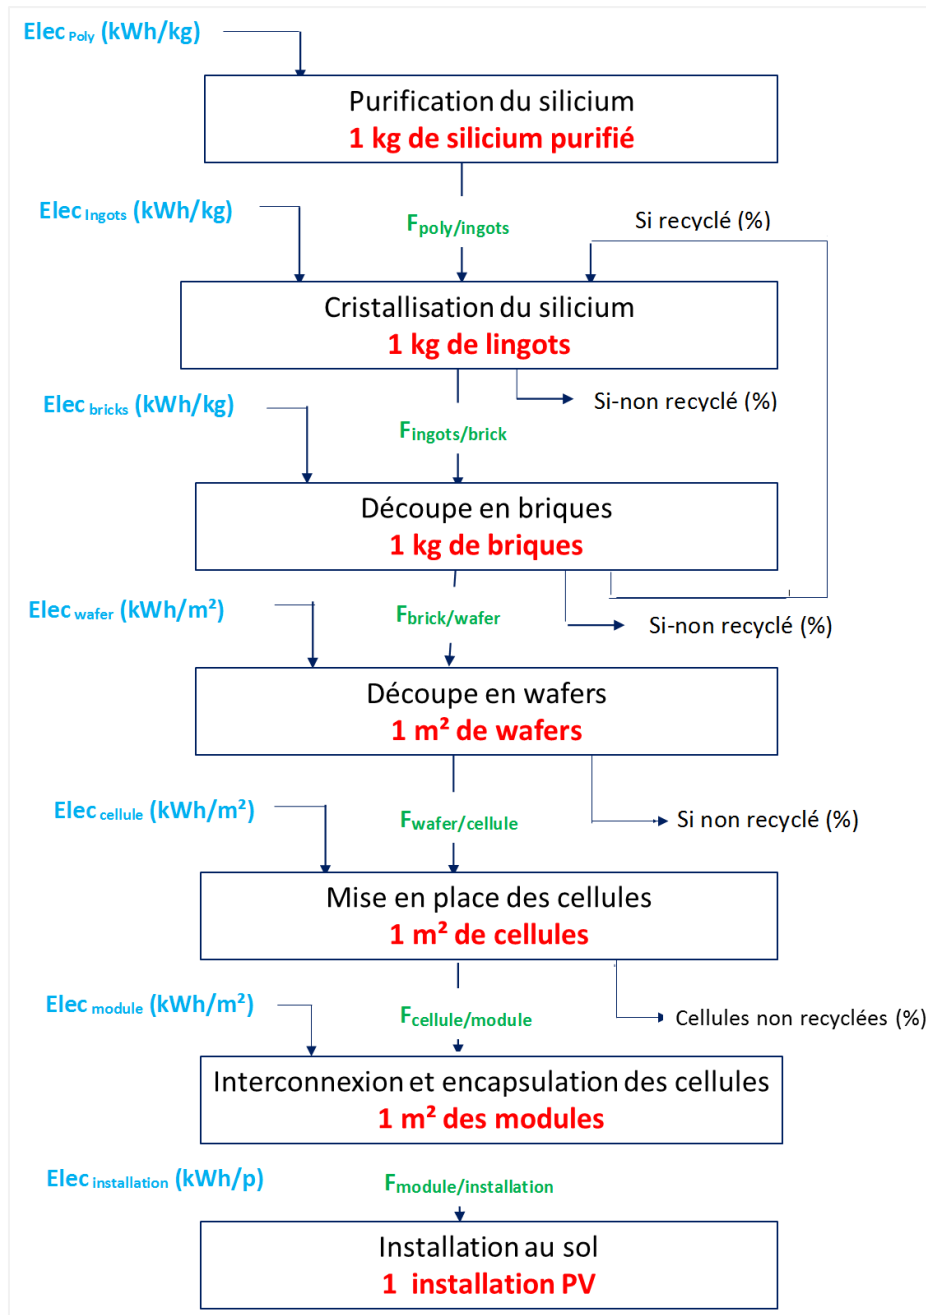 Elec Poly (kWh/kg)
Purification du silicium
1 kg de silicium purifié
Elec Ingots (kWh/kg)
Fpoly/ingots
Si recyclé (%)
Cristallisation du silicium
1 kg de lingots
Elec bricks (kWh/kg)
Si-non recyclé (%)
Fingots/brick
Découpe en briques
1 kg de briques
Elec wafer (kWh/m²)
Fbrick/wafer
Si-non recyclé (%)
Découpe en wafers
1 m² de wafers
Elec cellule (kWh/m²)
Fwafer/cellule
Si non recyclé (%)
Mise en place des cellules
1 m² de cellules
Elec module (kWh/m²)
Fcellule/module
Cellules non recyclées (%)
Interconnexion et encapsulation des cellules
1 m² des modules
Elec installation (kWh/p)
Fmodule/installation
Installation au sol
1 installation PV